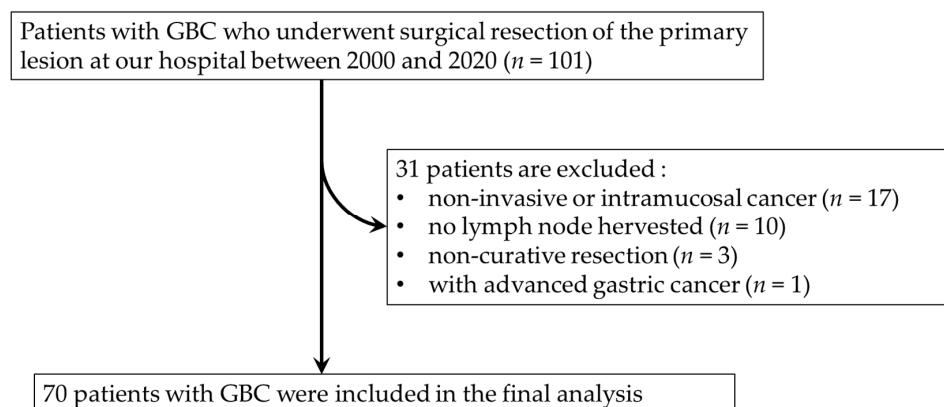 Patients with GBC who underwent surgical resection of the primary
lesion at our hospital between 2000 and 2020 (n = 101)
31 patients are excluded :
• non-invasive or intramucosal cancer (n = 17)
• no lymph node hervested (n = 10)
• non-curative resection (n = 3)
• with advanced gastric cancer (n = 1)
70 patients with GBC were included in the final analysis